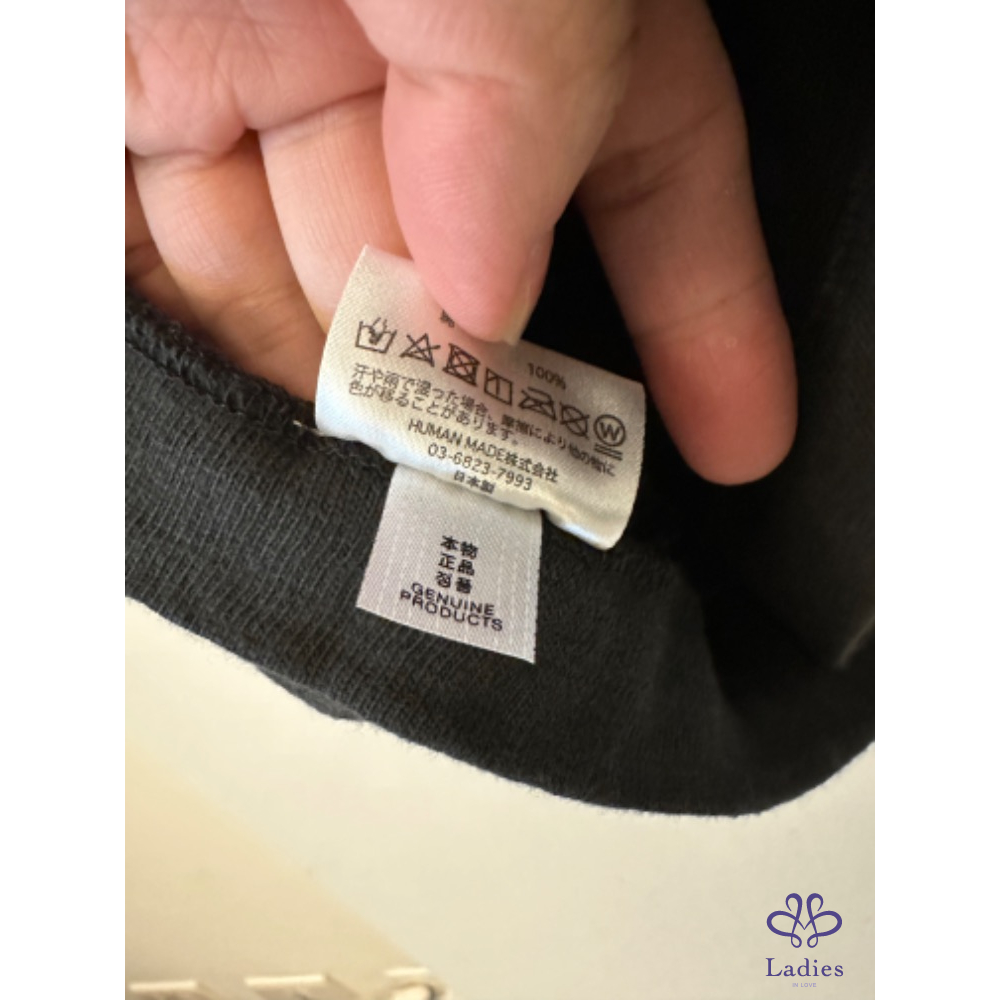 100%
汗や雨で湿った場合、摩擦により他の物に
色が移ることがあります。
HUMAN MADE株式会社
03-6823-7993
日本製
本物
正品
정품
GENUINE
PRODUCTS
Ladies
IN LOVE